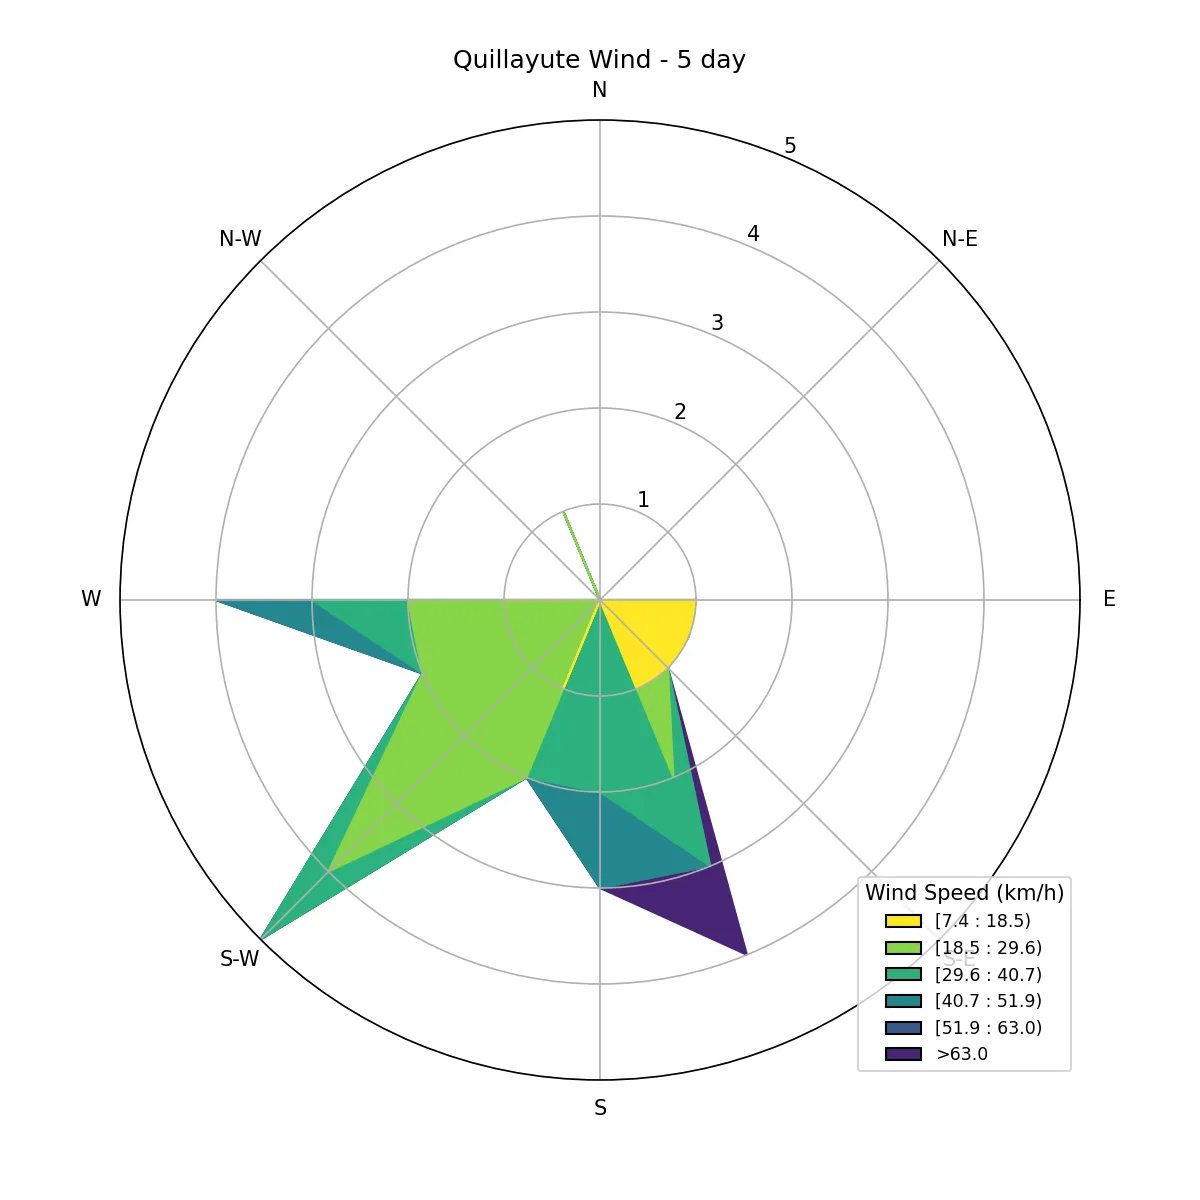 Quillayute Wind - 5 day
N
5
N-W
N-E
4
3
2
1
W
E
Wind Speed (km/h)
[7.4 : 18.5)
[18.5 : 29.6)
S-W
S-E
[29.6 : 40.7)
[40.7 : 51.9)
[51.9 : 63.0)
>63.0
S